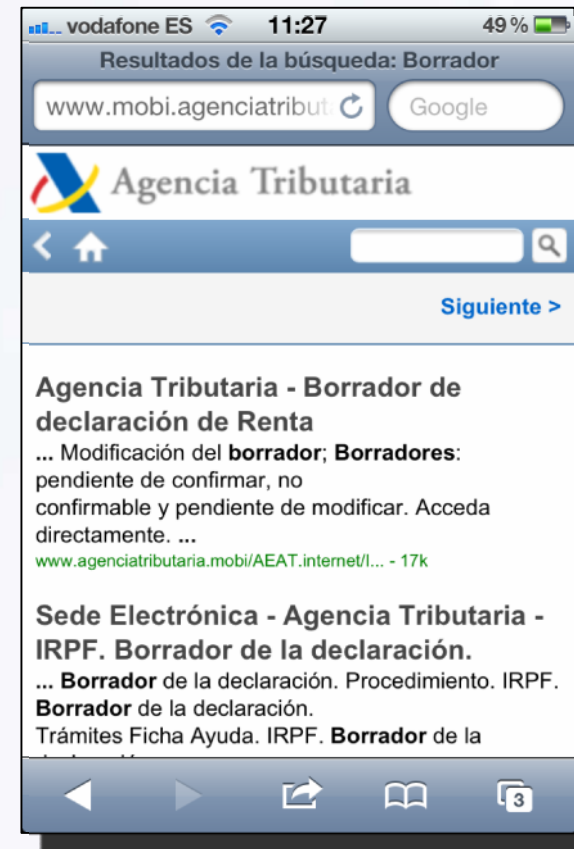 vodafone ES 11:27 49 %
Resultados de la búsqueda: Borrador
www.mobi.agenciatribut Google
Agencia Tributaria
Siguiente >
Agencia Tributaria - Borrador de
declaración de Renta
... Modificación del borrador; Borradores:
pendiente de confirmar, no
confirmable y pendiente de modificar. Acceda
directamente. ...
www.agenciatributaria.mobi/AEAT.internet/I... - 17k
Sede Electrónica - Agencia Tributaria -
IRPF. Borrador de la declaración.
... Borrador de la declaración. Procedimiento. IRPF.
Borrador de la declaración.
Trámites Ficha Ayuda. IRPF. Borrador de la
3